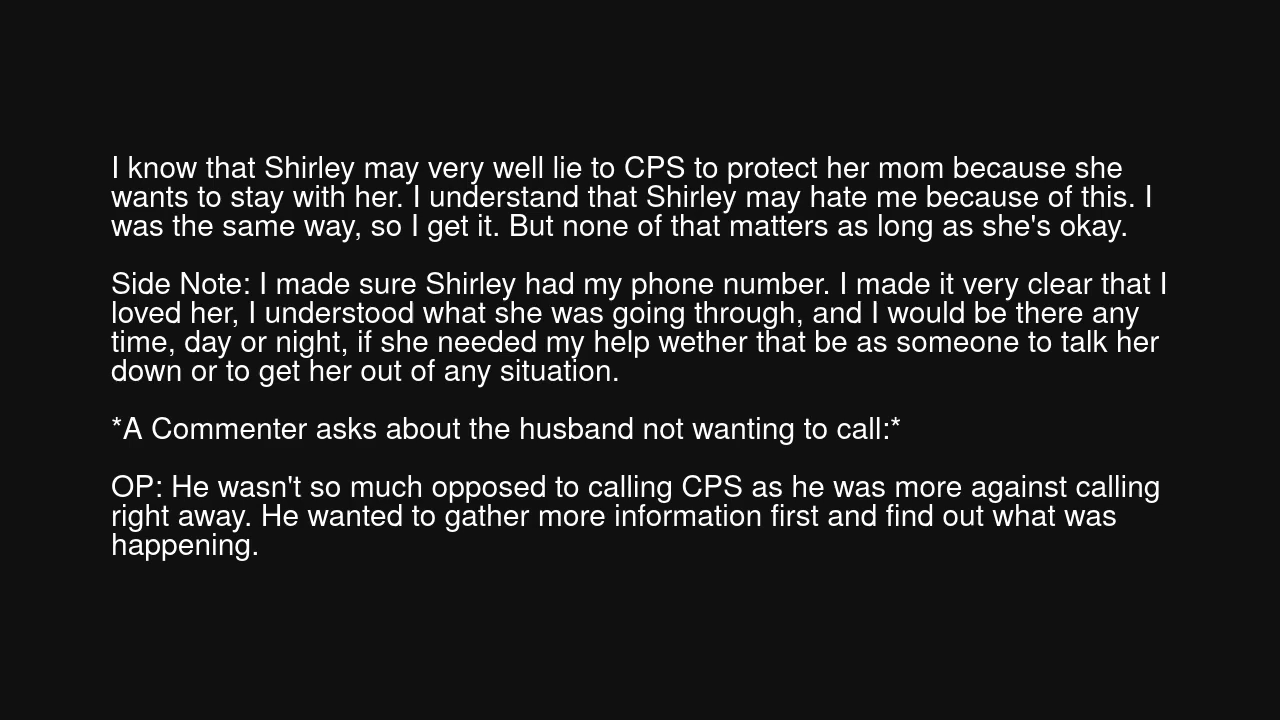 I know that Shirley may very well lie to CPS to protect her mom because she
wants to stay with her. I understand that Shirley may hate me because of this. I
was the same way, so I get it. But none of that matters as long as she's okay.
Side Note: I made sure Shirley had my phone number. I made it very clear that I
loved her, I understood what she was going through, and I would be there any
time, day or night, if she needed my help wether that be as someone to talk her
down or to get her out of any situation.
*A Commenter asks about the husband not wanting to call:*
OP: He wasn't so much opposed to calling CPS as he was more against calling
right away. He wanted to gather more information first and find out what was
happening.